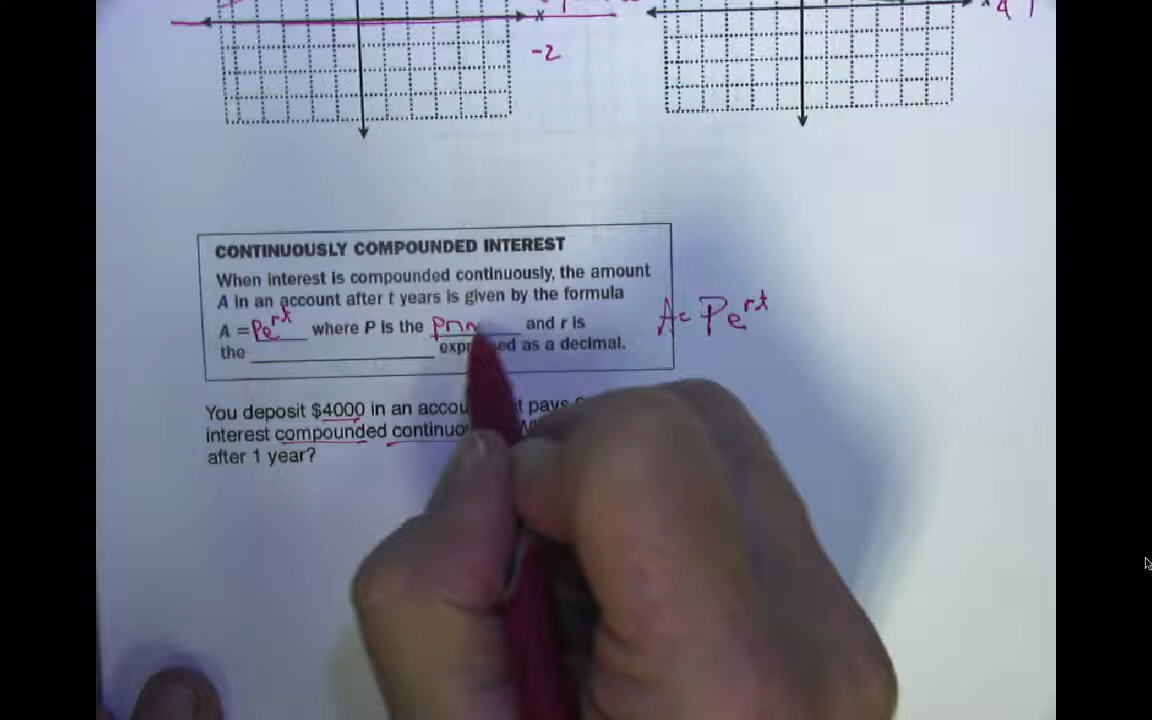 x
x
-2
CONTINUOUSLY COMPOUNDED INTEREST
When interest is compounded continuously, the amount
A in an account after t years is given by the formula
A = Pe^rt where P is the prin and r is
the ________ as a decimal.
A = Pe^rt
You deposit $4000 in an pays
interest compounded
after 1 year?